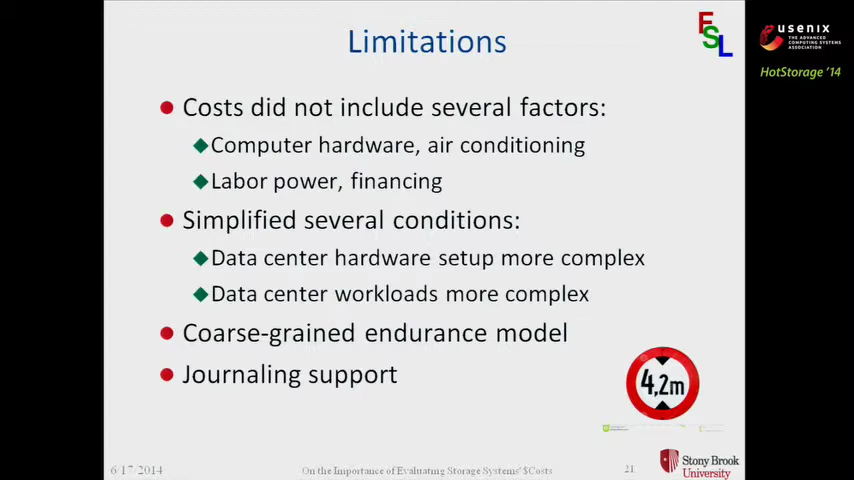 Limitations
FSL
usenix
THE ADVANCED
COMPUTING SYSTEMS
ASSOCIATION
HotStorage '14
Costs did not include several factors:
Computer hardware, air conditioning
Labor power, financing
Simplified several conditions:
Data center hardware setup more complex
Data center workloads more complex
Coarse-grained endurance model
Journaling support
4,2m
6/17/2014
On the Importance of Evaluating Storage Systems' $Costs
21
Stony Brook
University